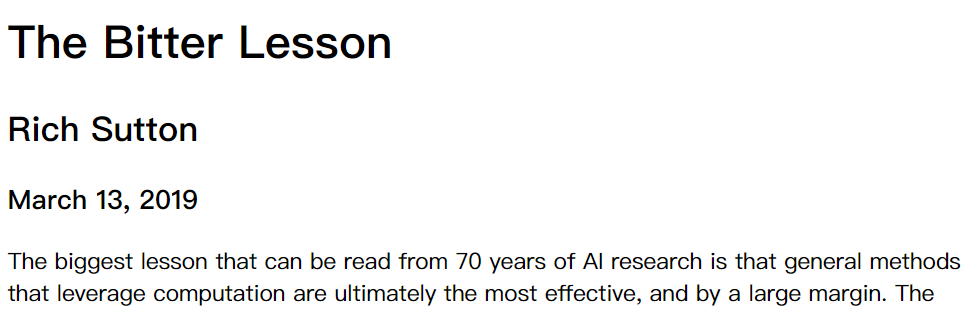 The Bitter Lesson
Rich Sutton
March 13, 2019
The biggest lesson that can be read from 70 years of AI research is that general methods
that leverage computation are ultimately the most effective, and by a large margin. The